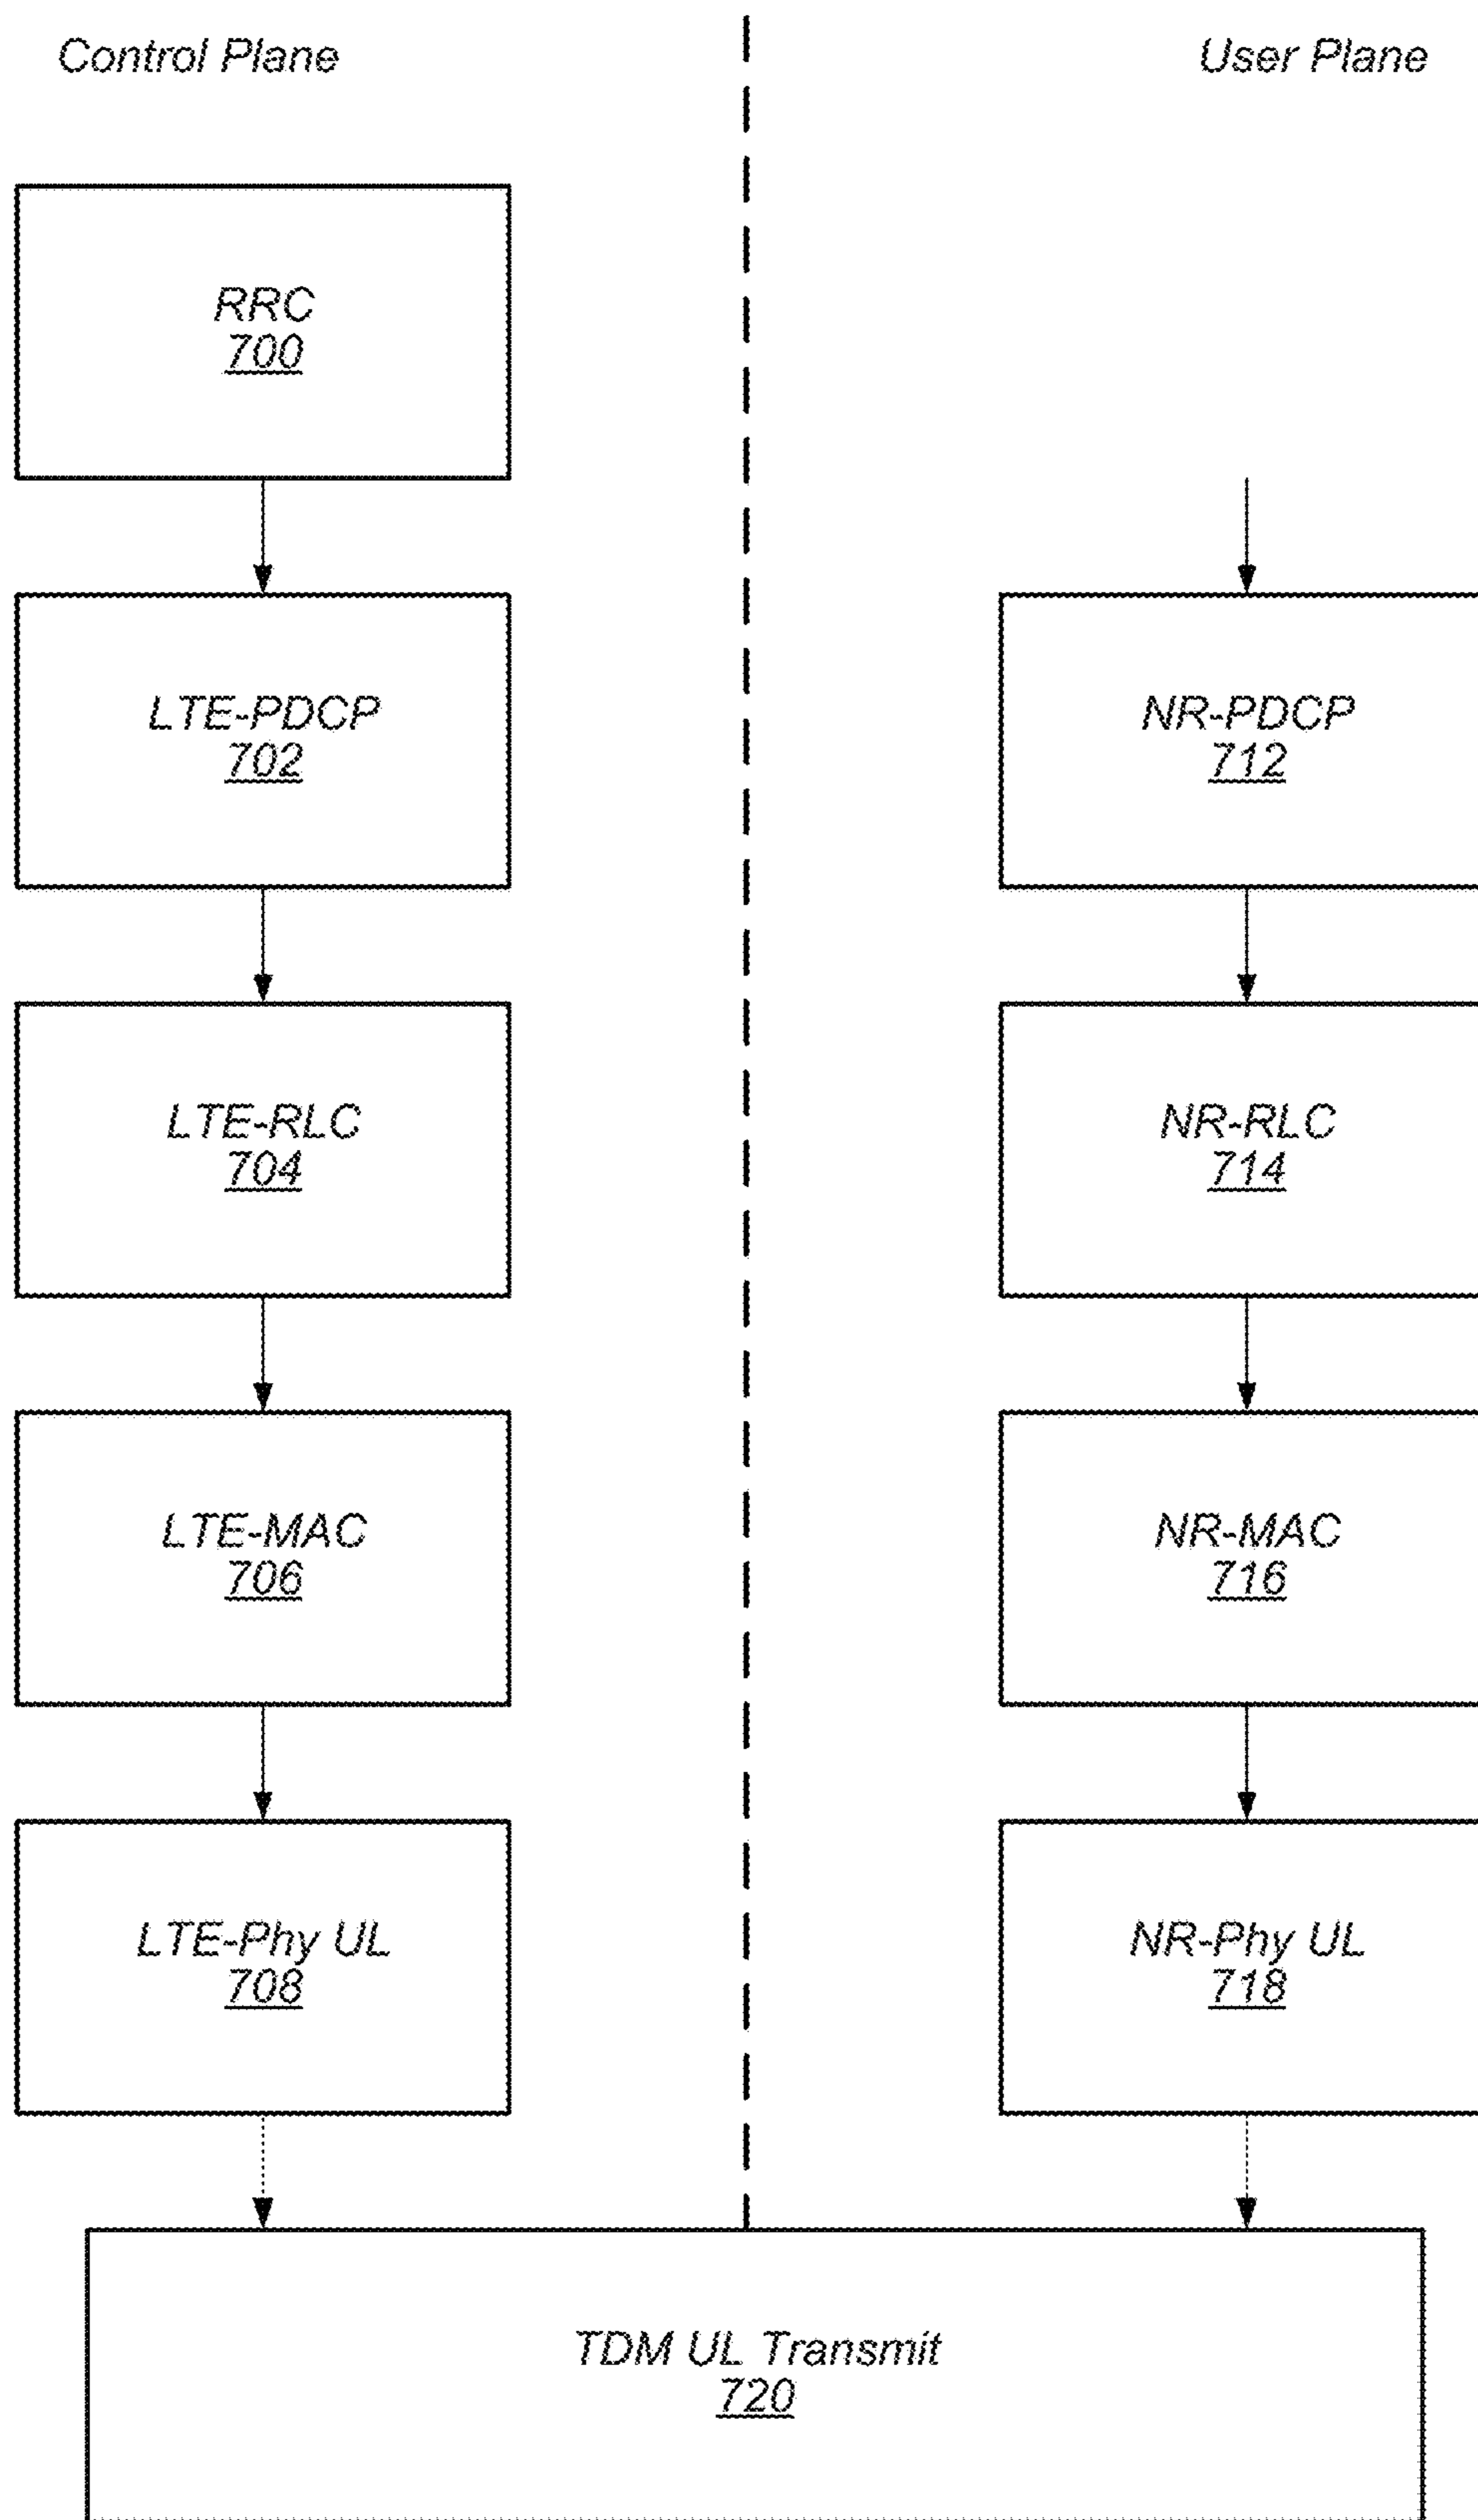 Control Plane
User Plane
RRC
700
LTE-PDCP
702
NR-PDCP
712
LTE-RLC
704
NR-RLC
714
LTE-MAC
706
NR-MAC
716
LTE-Phy UL
708
NR-Phy UL
718
TDM UL Transmit
720